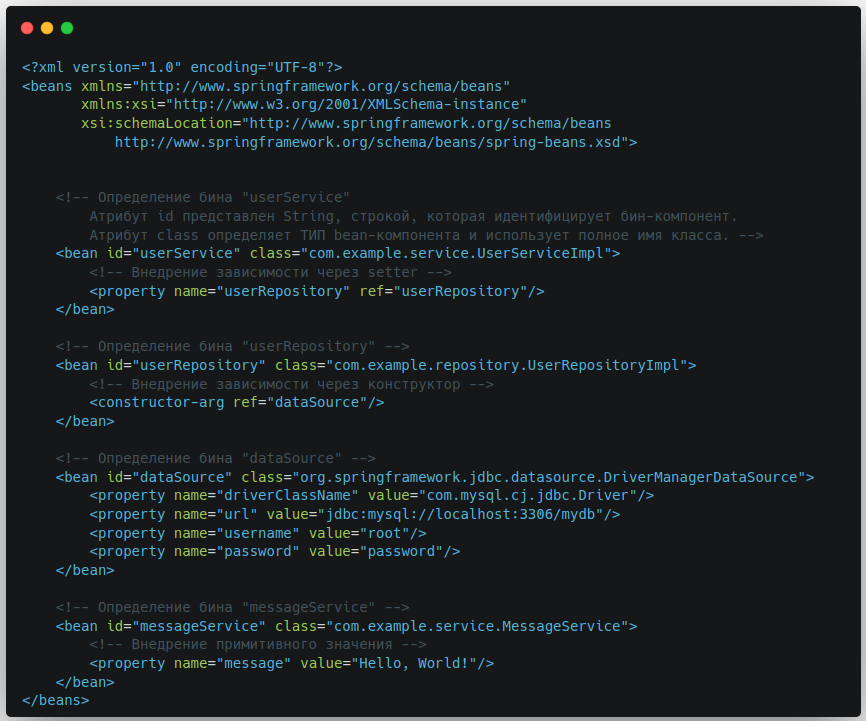 <?xml version="1.0" encoding="UTF-8"?>
<beans xmlns="http://www.springframework.org/schema/beans"
       xmlns:xsi="http://www.w3.org/2001/XMLSchema-instance"
       xsi:schemaLocation="http://www.springframework.org/schema/beans
           http://www.springframework.org/schema/beans/spring-beans.xsd">
    <!-- Определение бина "userService"
        Атрибут id представлен String, строкой, которая идентифицирует бин-компонент.
        Атрибут class определяет ТИП bean-компонента и использует полное имя класса. -->
    <bean id="userService" class="com.example.service.UserServiceImpl">
        <!-- Внедрение зависимости через setter -->
        <property name="userRepository" ref="userRepository"/>
    </bean>
    <!-- Определение бина "userRepository" -->
    <bean id="userRepository" class="com.example.repository.UserRepositoryImpl">
        <!-- Внедрение зависимости через конструктор -->
        <constructor-arg ref="dataSource"/>
    </bean>
    <!-- Определение бина "dataSource" -->
    <bean id="dataSource" class="org.springframework.jdbc.datasource.DriverManagerDataSource">
        <property name="driverClassName" value="com.mysql.cj.jdbc.Driver"/>
        <property name="url" value="jdbc:mysql://localhost:3306/mydb"/>
        <property name="username" value="root"/>
        <property name="password" value="password"/>
    </bean>
    <!-- Определение бина "messageService" -->
    <bean id="messageService" class="com.example.service.MessageService">
        <!-- Внедрение примитивного значения -->
        <property name="message" value="Hello, World!"/>
    </bean>
</beans>